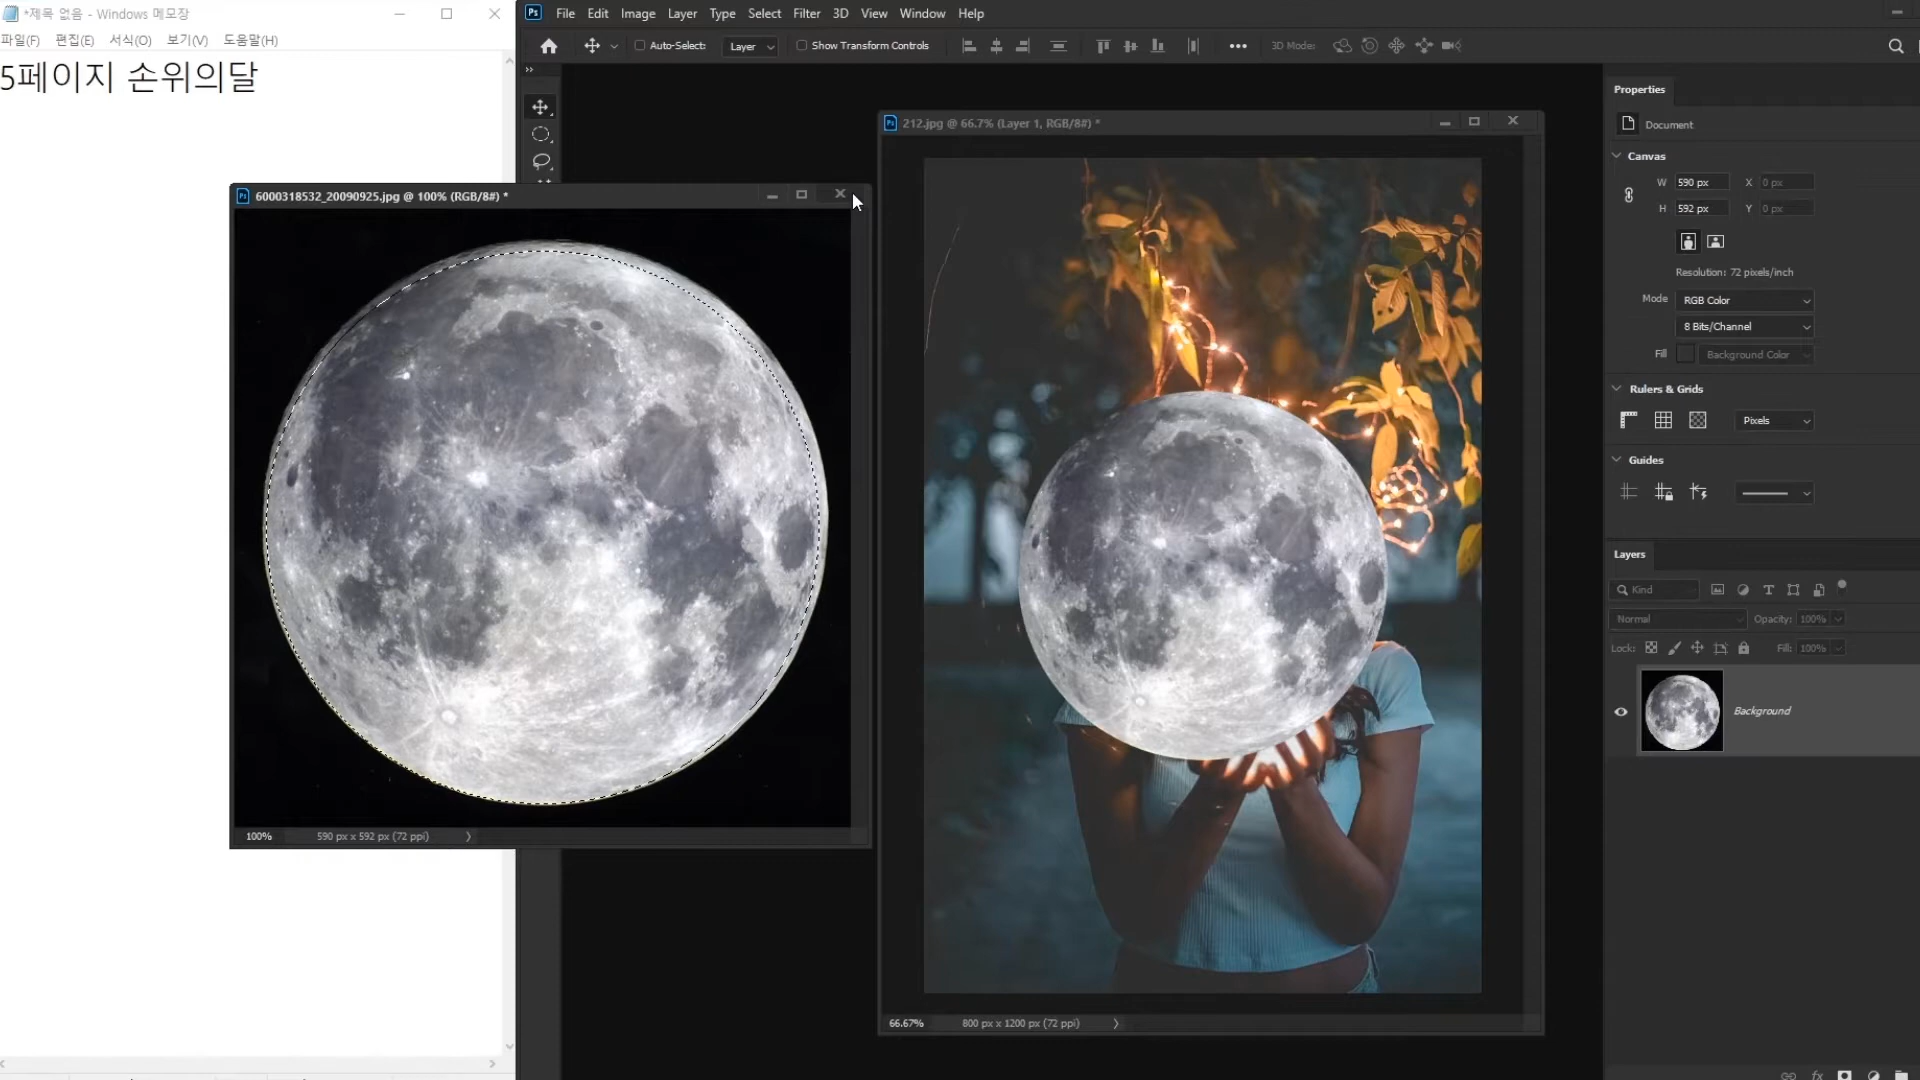 *제목 없음 - Windows 메모장
파일(F) 편집(E) 서식(O) 보기(V) 도움말(H)
5페이지 손위의달
Ps File Edit Image Layer Type Select Filter 3D View Window Help
Auto-Select: Layer Show Transform Controls 3D Mode:
6000318532_20090925.jpg @ 100% (RGB/8#) *
100% 590 px x 592 px (72 ppi)
212.jpg @ 66.7% (Layer 1, RGB/8#) *
66.67% 800 px x 1200 px (72 ppi)
Properties
Document
Canvas
W 590 px X 0 px
H 592 px Y 0 px
Resolution: 72 pixels/inch
Mode RGB Color
8 Bits/Channel
Fill Background Color
Rulers & Grids
Pixels
Guides
Layers
Kind
Normal Opacity: 100%
Lock: Fill: 100%
Background
fx